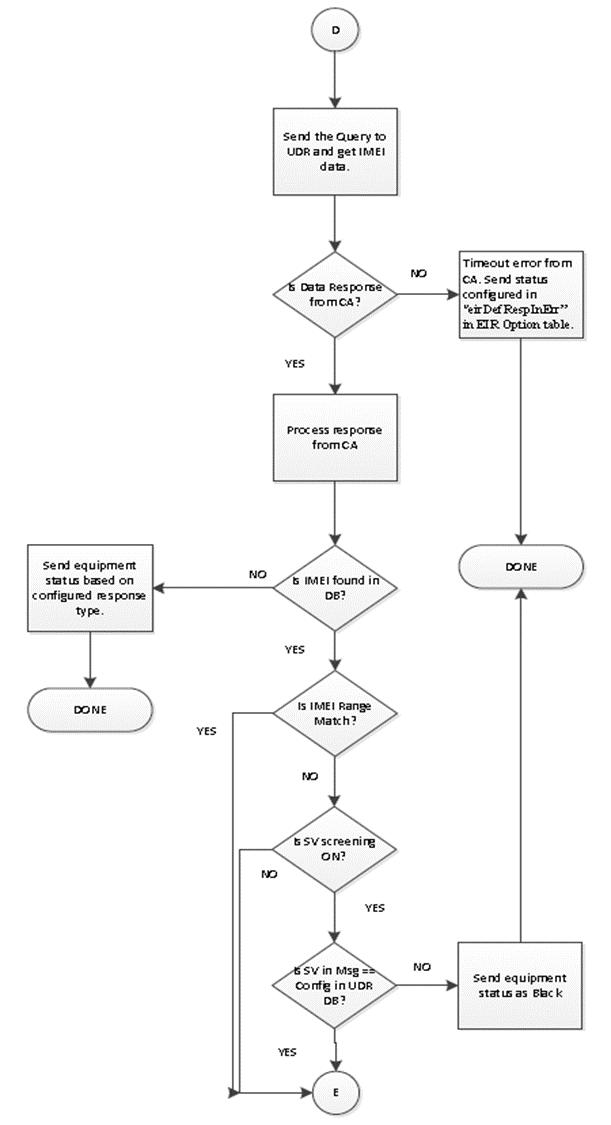 D
Send the Query to
UDR and get IMEI
data.
Is Data Response
from CA?
NO
Timeout error from
CA. Send status
configured in
“eirDefRespInErr”
in EIR Option table.
YES
Process response
from CA
Send equipment
status based on
configured response
type.
NO
Is IMEI found in
DB?
DONE
YES
DONE
Is IMEI Range
Match?
YES
NO
Is SV screening
ON?
NO
YES
Is SV in Msg ==
Config in UDR
DB?
NO
Send equipment
status as Black
YES
E